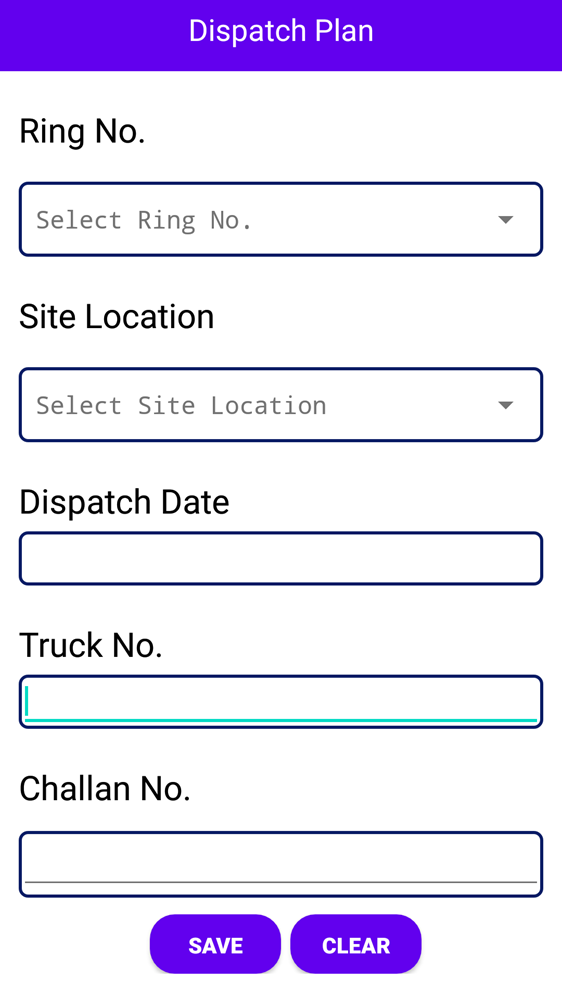 Dispatch Plan
Ring No.
Select Ring No.
Site Location
Select Site Location
Dispatch Date
Truck No.
Challan No.
SAVE CLEAR